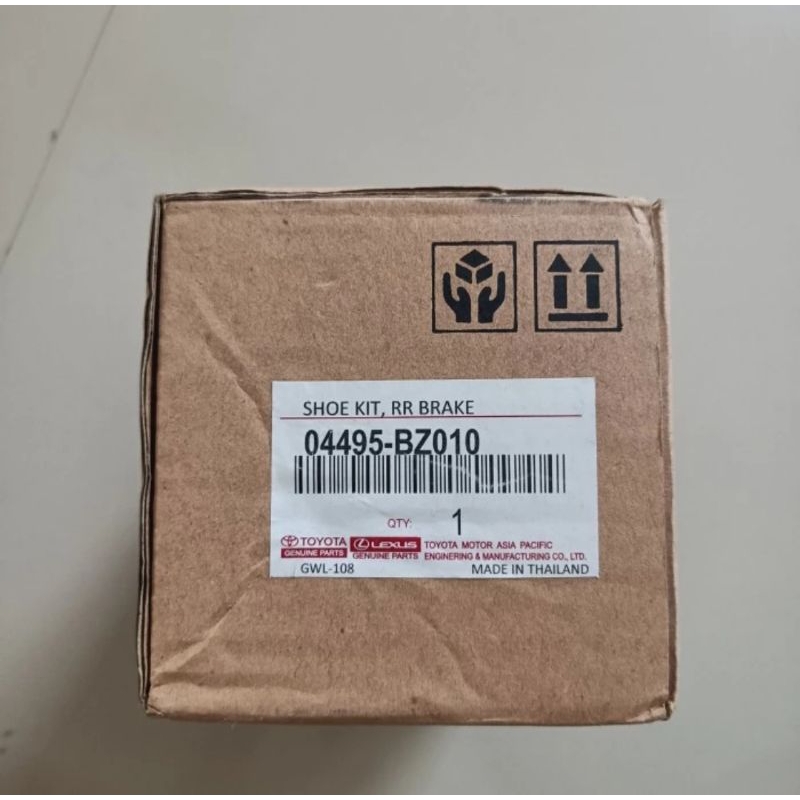 SHOE KIT, RR BRAKE
04495-BZ010
QTY: 1
TOYOTA LEXUS TOYOTA MOTOR ASIA PACIFIC
GENUINE PARTS GENUINE PARTS ENGINERING & MANUFACTURING CO., LTD.
GWL-108 MADE IN THAILAND